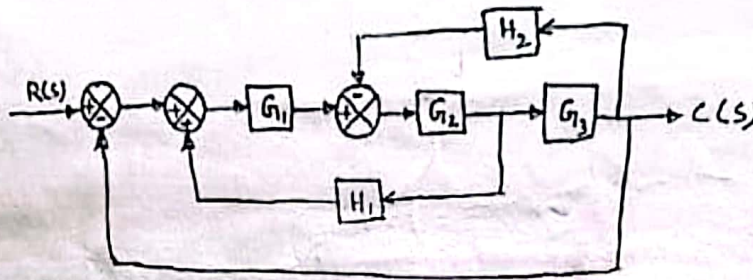 H2
R(S) + - + + G1 + - G2 G3 C(S)
H1